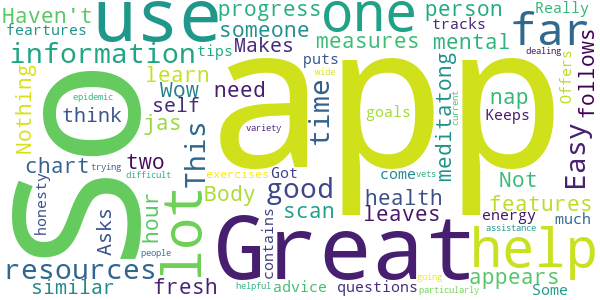 Haven't
use
one
progress
person
Really
feartures
someone
tracks
far
information
tips
Makes
measures
mental
Nothing
learn
puts
wide
dealing
Offers
follows
So
app
epidemic
Wow
need
time
goals
meditatong
nap
think
self
This
Keeps
jas
variety
current
Easy
chart
two
lot
exercises
Got
come
vets
Not
trying
difficult
Body
good
health
features
honesty
Asks
hour
scan
leaves
energy
much
people
Great
contains
assistance
help
resources
going
appears
similar
fresh
helpful
advice
questions
particularly
Some